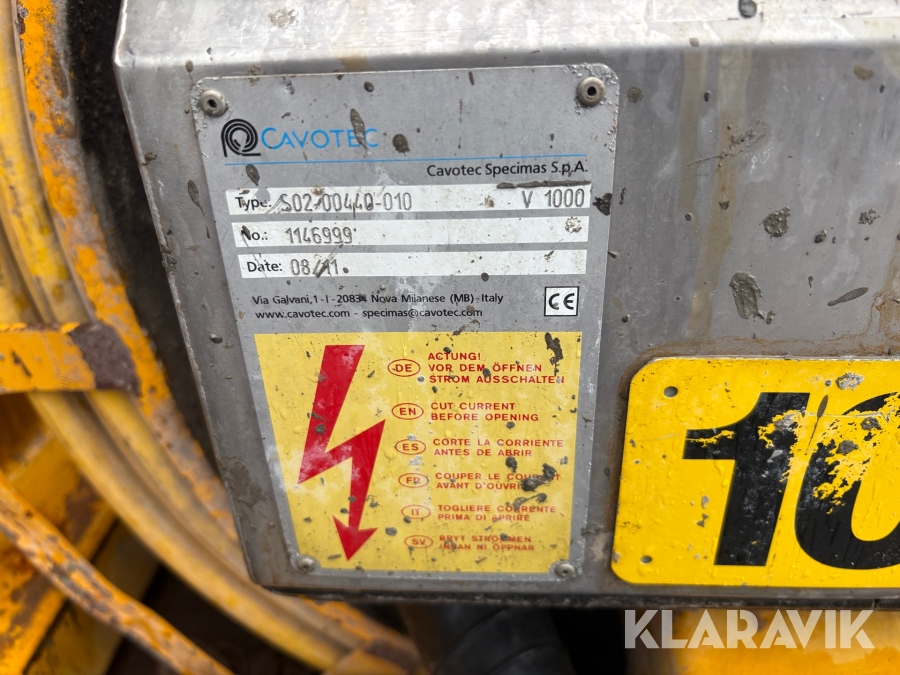 CAVOTEC
Cavotec Specimas S.p.A.
Type: S02-00440-010 V 1000
No.: 1146999
Date: 08/11
Via Galvani,1-I-20834 Nova Milanese (MB)-Italy
www.cavotec.com - specimas@cavotec.com
CE
DE ACTUNG!
VOR DEM ÖFFNEN
STROM AUSSCHALTEN
EN CUT CURRENT
BEFORE OPENING
ES CORTE LA CORRIENTE
ANTES DE ABRIR
FR COUPER LE COURANT
AVANT D'OUVRIR
IT TOGLIERE CORRENTE
PRIMA DI APRIRE
SV BRYT STRÖMMEN
INNAN NI ÖPPNAR
10
KLARAVIK